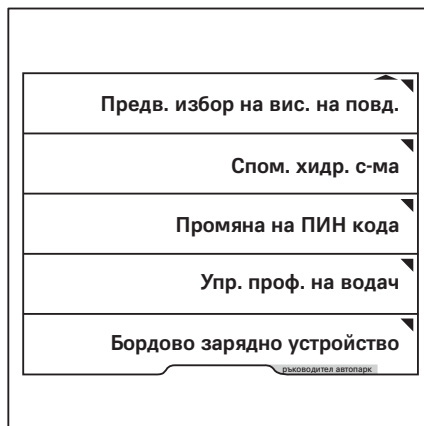 Предв. избор на вис. на повд.
Спом. хидр. с-ма
Промяна на ПИН кода
Упр. проф. на водач
Бордово зарядно устройство
ръководител автопарк